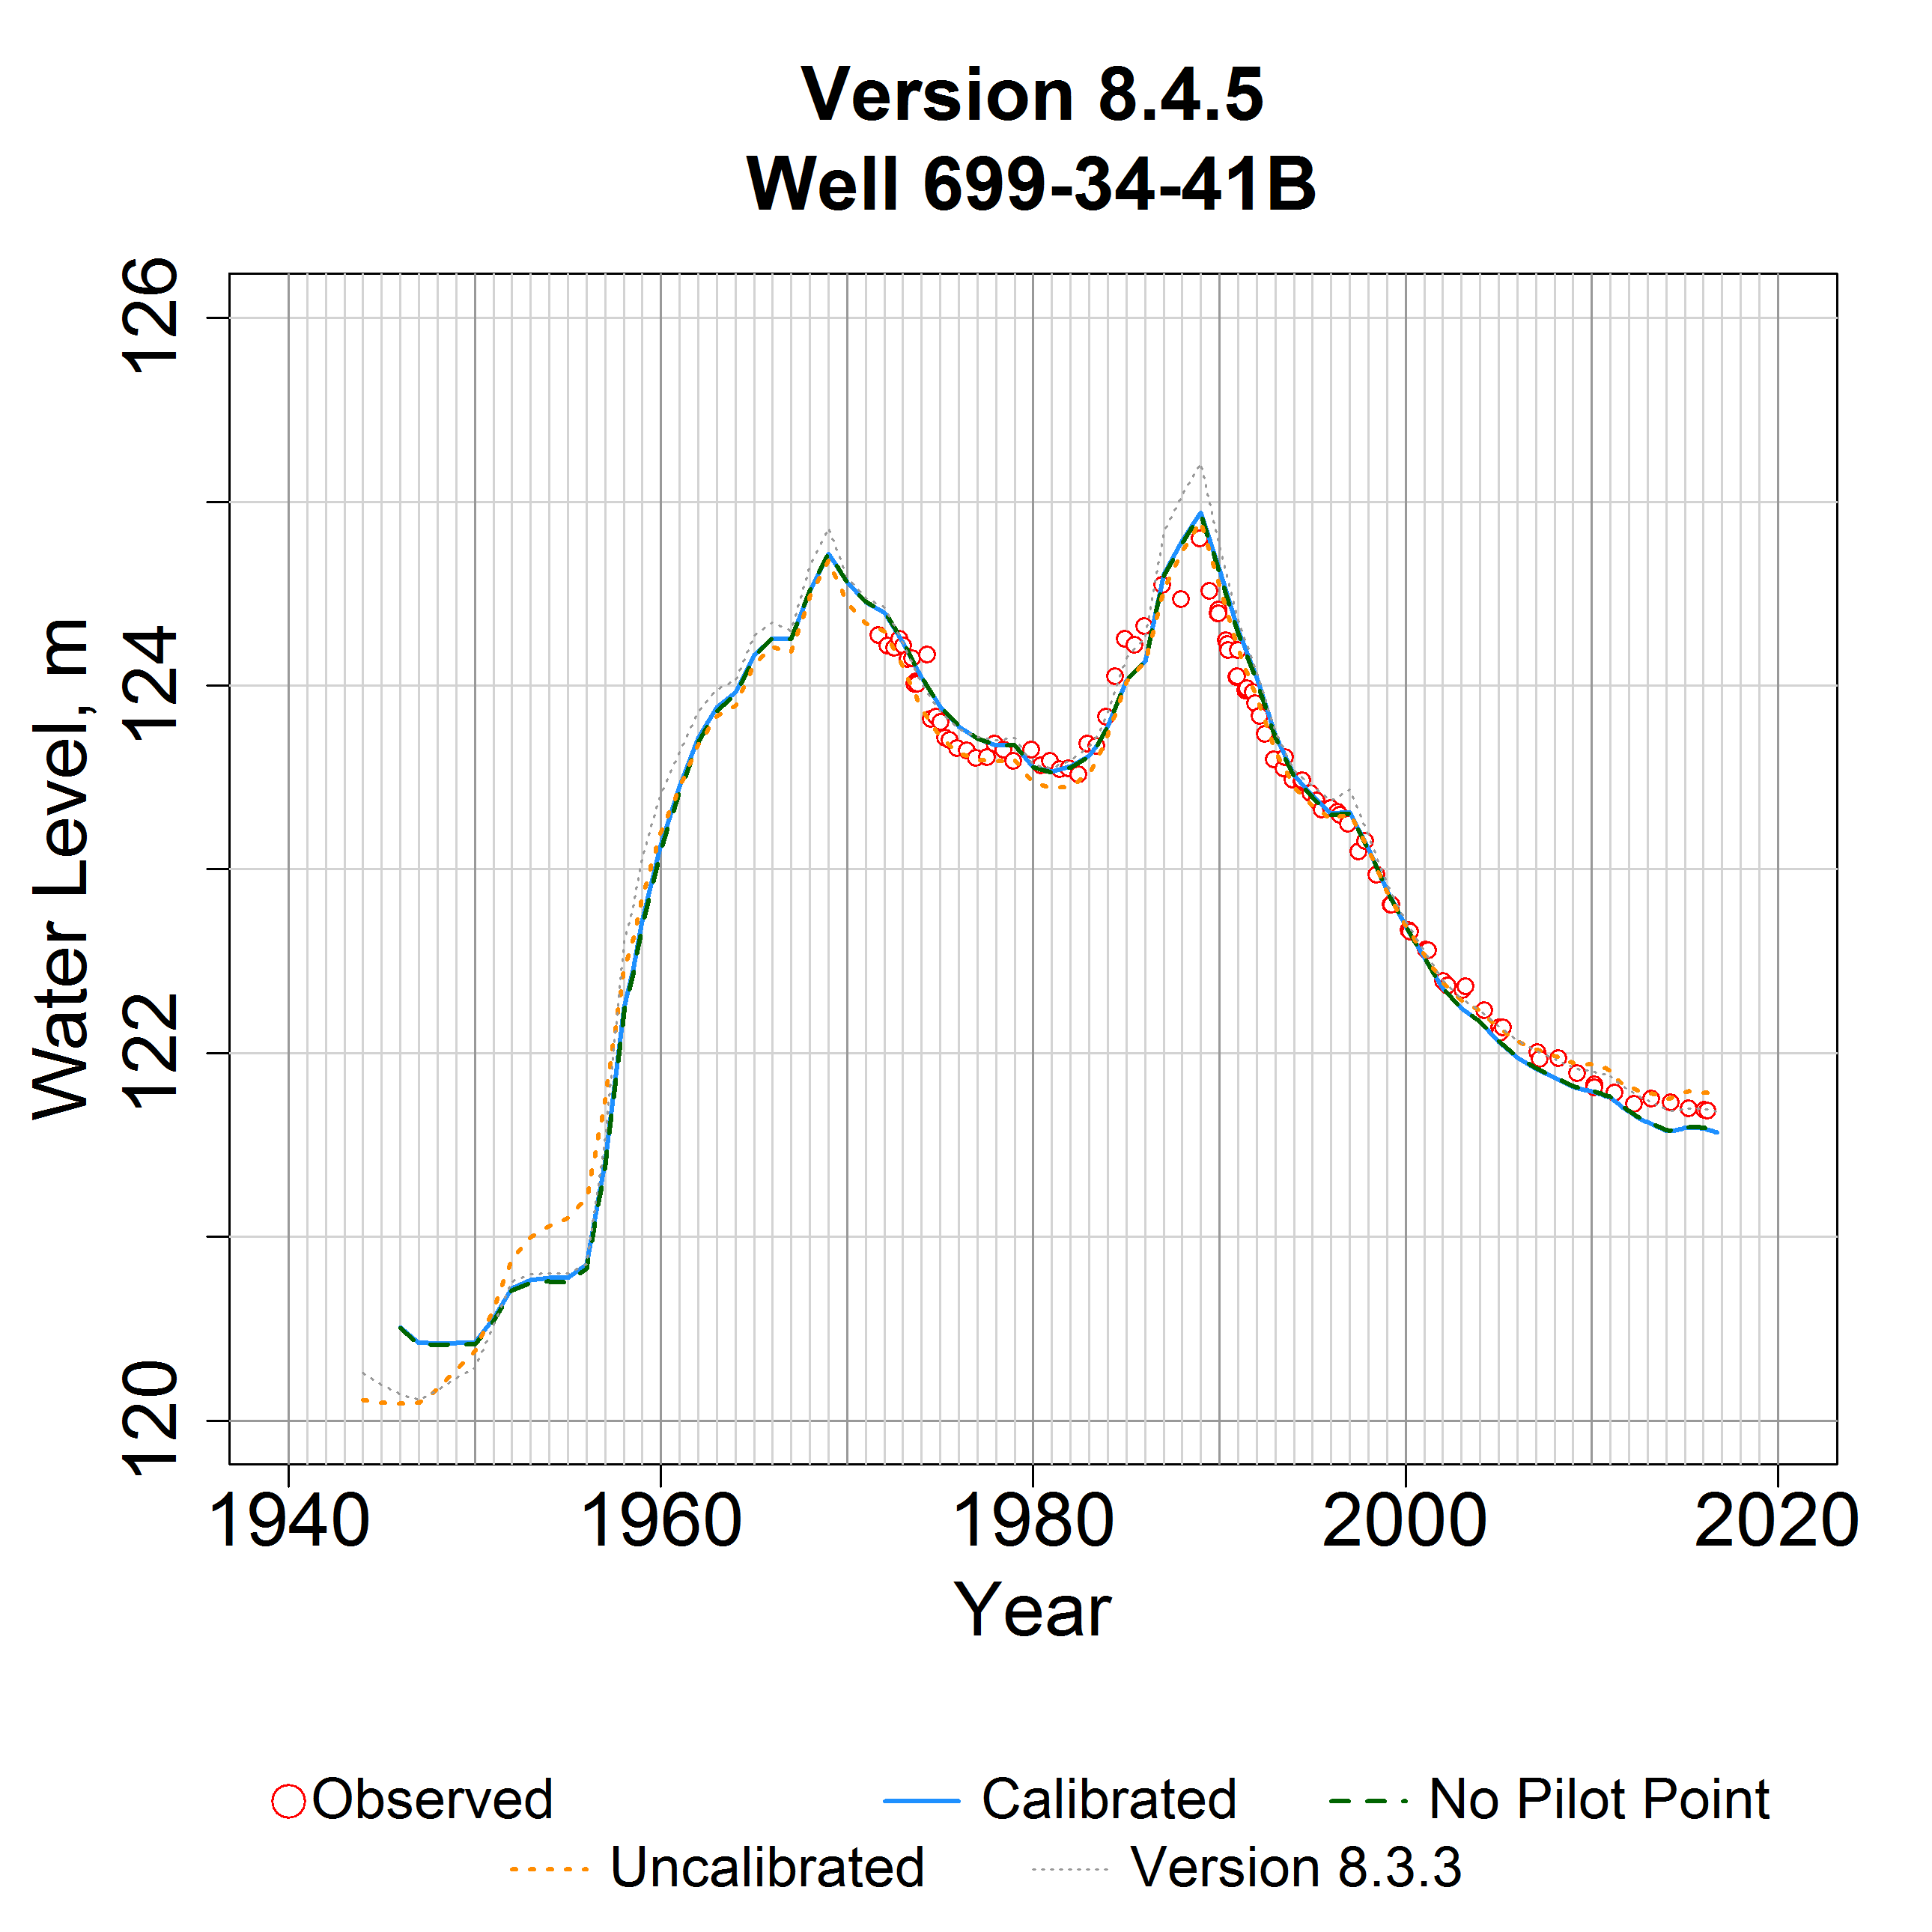 Version 8.4.5
Well 699-34-41B
126
124
122
120
Water Level, m
1940 1960 1980 2000 2020
Year
Observed Calibrated No Pilot Point
Uncalibrated Version 8.3.3